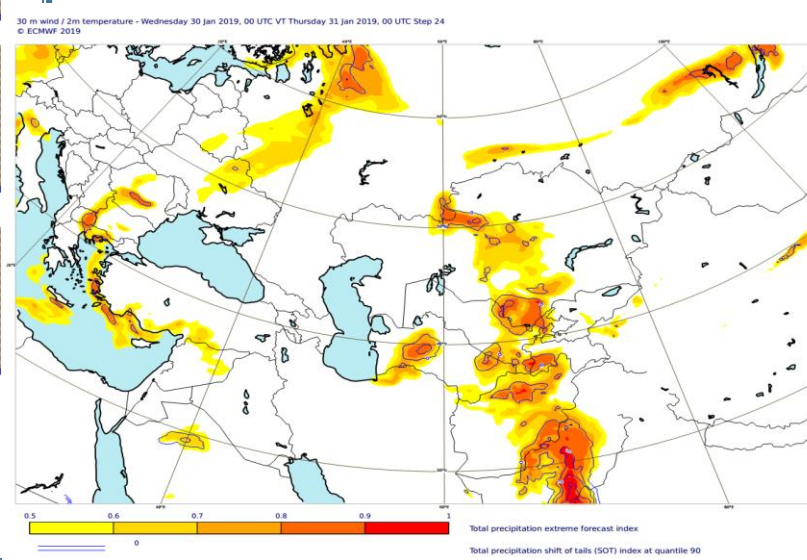 30 m wind / 2m temperature - Wednesday 30 Jan 2019, 00 UTC VT Thursday 31 Jan 2019, 00 UTC Step 24
© ECMWF 2019
0.5 0.6 0.7 0.8 0.9 1
Total precipitation extreme forecast index
0
Total precipitation shift of tails (SOT) index at quantile 90